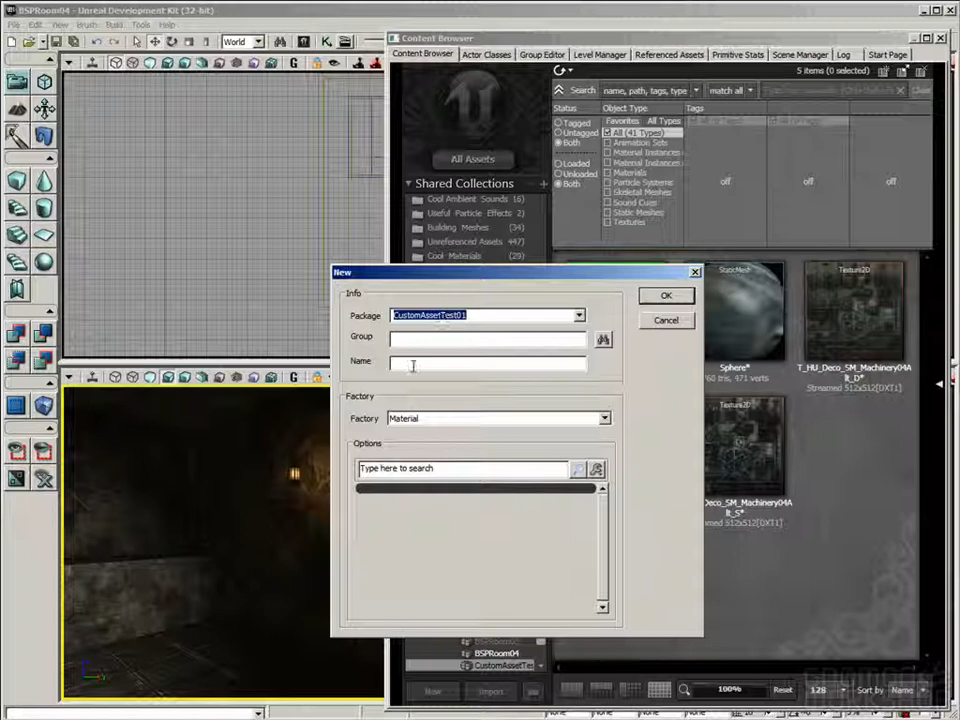 BSPRoom04 - Unreal Development Kit (32-bit)
File Edit View Brush Build Tools Help
World
Content Browser
Content Browser Actor Classes Group Editor Level Manager Referenced Assets Primitive Stats Scene Manager Log Start Page
5 items (0 selected)
Search name, path, tags, type match all Clear
Status
Tagged
Untagged
Both
Loaded
Unloaded
Both
Object Type
Favorites All Types
All (41 Types)
Animation Sets
Material Instances
Material Instances
Materials
Particle Systems
Skeletal Meshes
Sound Cues
Static Meshes
Textures
Tags
off off off
All Assets
Shared Collections
Cool Ambient Sounds 16)
Useful Particle Effects 2)
Building Meshes (34)
Unreferenced Assets 447)
Cool Materials (29)
New
Info
Package CustomAssetTest01
Group
Name
OK
Cancel
Factory
Factory Material
Options
Type here to search
StaticMesh
Sphere*
760 tris, 471 verts
Texture2D
T_HU_Deco_SM_Machinery04A
lt_D*
Streamed 512x512[DXT1]
Texture2D
Deco_SM_Machinery04A
lt_S*
med 512x512[DXT1]
BSPRoom04
CustomAssetTes
New Import
100% Reset 128 Sort by Name